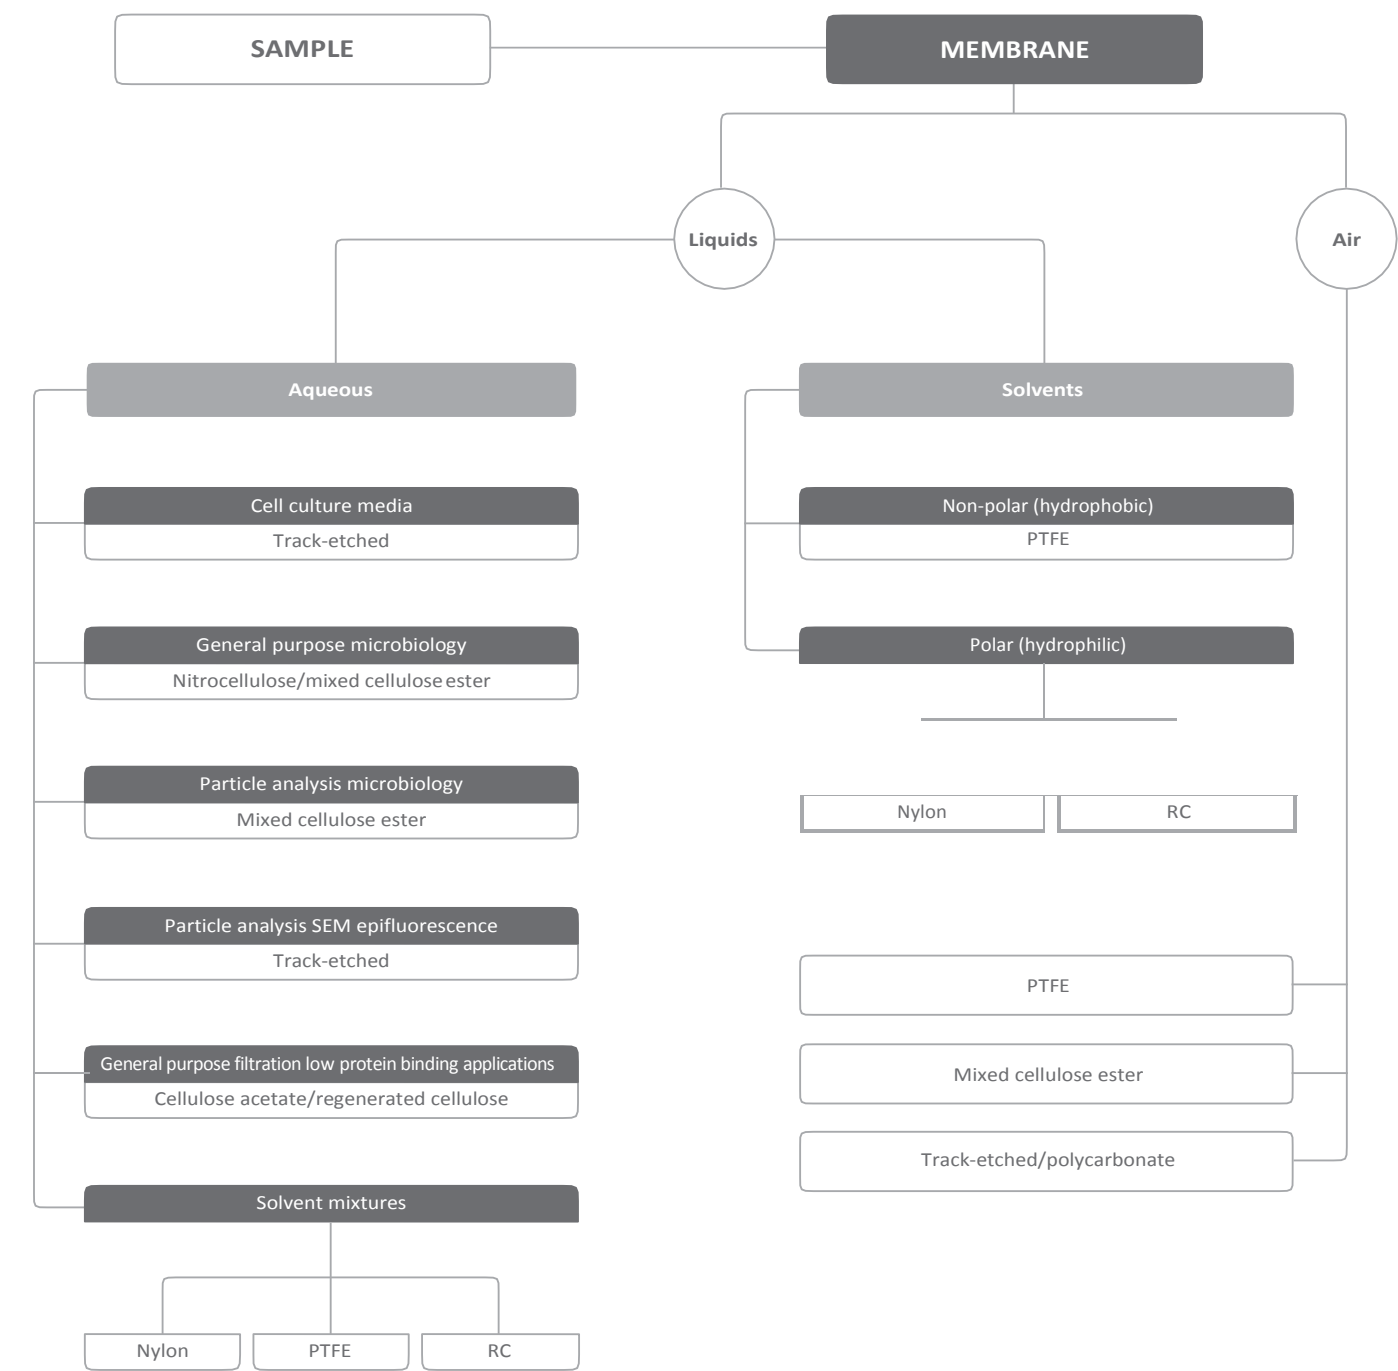 SAMPLE
MEMBRANE
Liquids
Air
Aqueous
Cell culture media
Track-etched
General purpose microbiology
Nitrocellulose/mixed cellulose ester
Particle analysis microbiology
Mixed cellulose ester
Particle analysis SEM epifluorescence
Track-etched
General purpose filtration low protein binding applications
Cellulose acetate/regenerated cellulose
Solvent mixtures
Nylon
PTFE
RC
Solvents
Non-polar (hydrophobic)
PTFE
Polar (hydrophilic)
Nylon
RC
PTFE
Mixed cellulose ester
Track-etched/polycarbonate